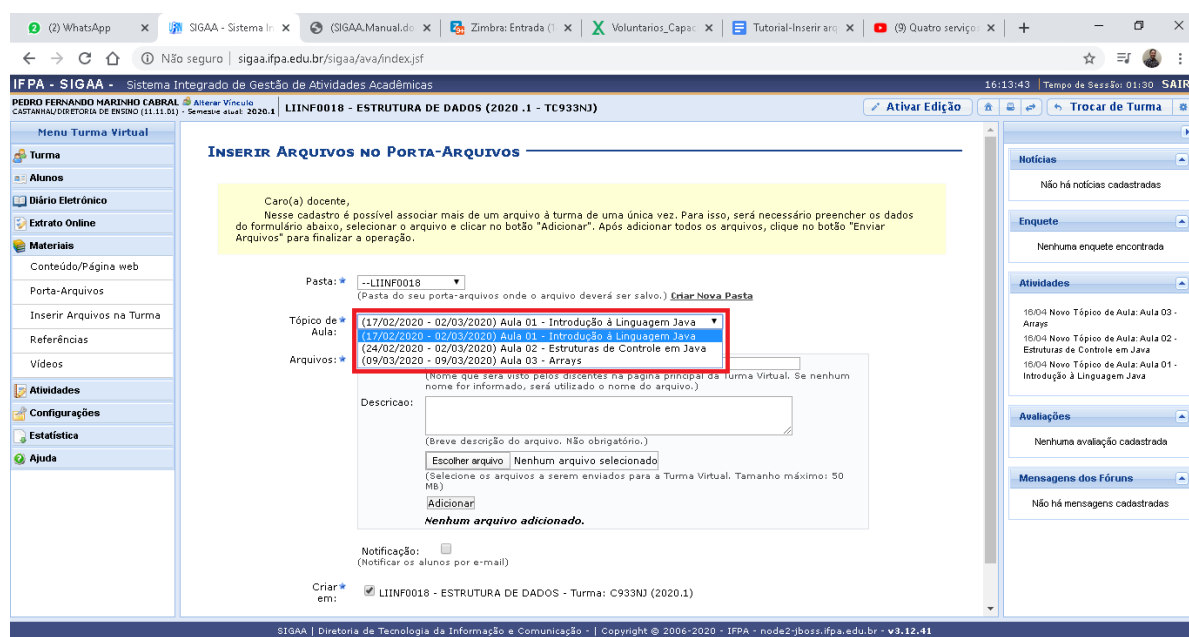 (2) WhatsApp
SIGAA - Sistema In
(SIGAA.Manual.do
Zimbra: Entrada (1
Voluntarios_Capac
Tutorial-Inserir arq
(9) Quatro serviço
Não seguro | sigaa.ifpa.edu.br/sigaa/ava/index.jsf
IFPA - SIGAA - Sistema Integrado de Gestão de Atividades Acadêmicas
16:13:43 | Tempo de Sessão: 01:30 SAIR
PEDRO FERNANDO MARINHO CABRAL Alterar Vínculo
CASTANHAL/DIRETORIA DE ENSINO (11.11.01) - Semestre atual: 2020.1
LIINF0018 - ESTRUTURA DE DADOS (2020 .1 - TC933NJ)
Ativar Edição
Trocar de Turma
Menu Turma Virtual
Turma
Alunos
Diário Eletrônico
Extrato Online
Materiais
Conteúdo/Página web
Porta-Arquivos
Inserir Arquivos na Turma
Referências
Vídeos
Atividades
Configurações
Estatística
Ajuda
INSERIR ARQUIVOS NO PORTA-ARQUIVOS
Caro(a) docente,
Nesse cadastro é possível associar mais de um arquivo à turma de uma única vez. Para isso, será necessário preencher os dados
do formulário abaixo, selecionar o arquivo e clicar no botão "Adicionar". Após adicionar todos os arquivos, clique no botão "Enviar
Arquivos" para finalizar a operação.
Pasta: --LIINF0018
(Pasta do seu porta-arquivos onde o arquivo deverá ser salvo.) Criar Nova Pasta
Tópico de
Aula:
(17/02/2020 - 02/03/2020) Aula 01 - Introdução à Linguagem Java
(17/02/2020 - 02/03/2020) Aula 01 - Introdução à Linguagem Java
(24/02/2020 - 02/03/2020) Aula 02 - Estruturas de Controle em Java
(09/03/2020 - 09/03/2020) Aula 03 - Arrays
Arquivos:
(Nome que será visto pelos discentes na página principal da Turma Virtual. Se nenhum
nome for informado, será utilizado o nome do arquivo.)
Descricao:
(Breve descrição do arquivo. Não obrigatório.)
Escolher arquivo Nenhum arquivo selecionado
(Selecione os arquivos a serem enviados para a Turma Virtual. Tamanho máximo: 50
MB)
Adicionar
Nenhum arquivo adicionado.
Notificação:
(Notificar os alunos por e-mail)
Criar
em:
LIINF0018 - ESTRUTURA DE DADOS - Turma: C933NJ (2020.1)
Notícias
Não há notícias cadastradas
Enquete
Nenhuma enquete encontrada
Atividades
16/04 Novo Tópico de Aula: Aula 03 -
Arrays
16/04 Novo Tópico de Aula: Aula 02 -
Estruturas de Controle em Java
16/04 Novo Tópico de Aula: Aula 01 -
Introdução à Linguagem Java
Avaliações
Nenhuma avaliação cadastrada
Mensagens dos Fóruns
Não há mensagens cadastradas
SIGAA | Diretoria de Tecnologia da Informação e Comunicação - | Copyright © 2006-2020 - IFPA - node2-jboss.ifpa.edu.br - v3.12.41